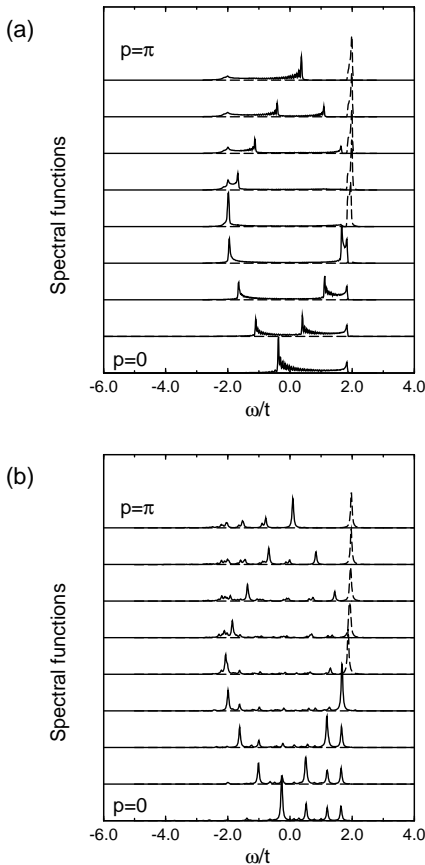 (a)
p=π
Spectral functions
p=0
-6.0 -4.0 -2.0 0.0 2.0 4.0
ω/t
(b)
p=π
Spectral functions
p=0
-6.0 -4.0 -2.0 0.0 2.0 4.0
ω/t